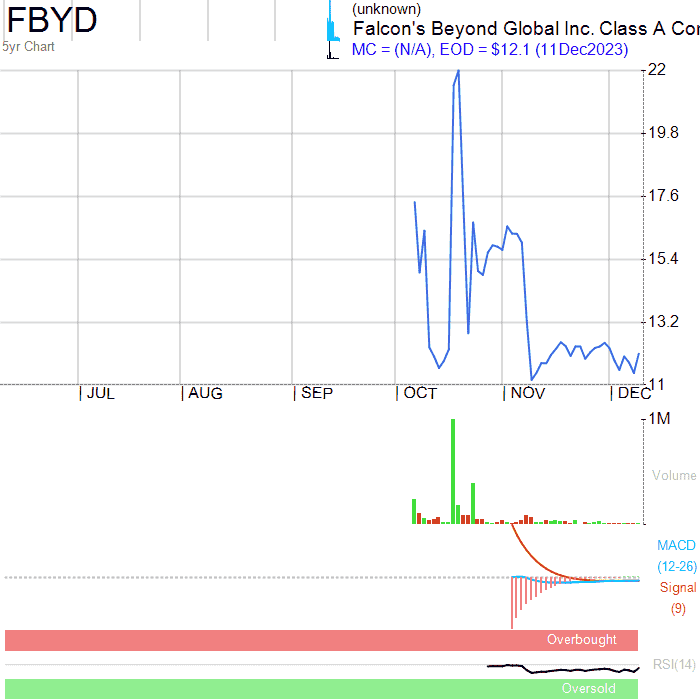 FBYD
5yr Chart
(unknown)
Falcon's Beyond Global Inc. Class A Cor
MC = (N/A), EOD = $12.1 (11Dec2023)
22
19.8
17.6
15.4
13.2
11
JUL AUG SEP OCT NOV DEC
1M
Volume
MACD
(12-26)
Signal
(9)
Overbought
RSI(14)
Oversold